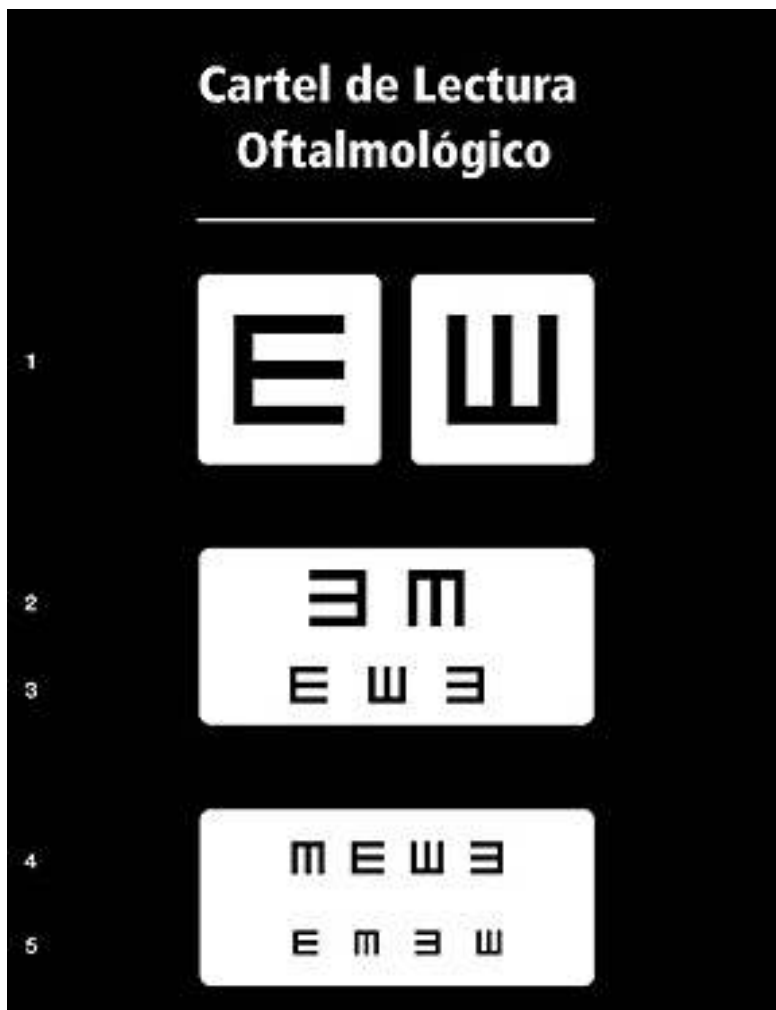 Cartel de Lectura
Oftalmológico
1
E Ш
2
Ǝ M
3
E Ш Ǝ
4
M E Ш Ǝ
5
E M Ǝ Ш